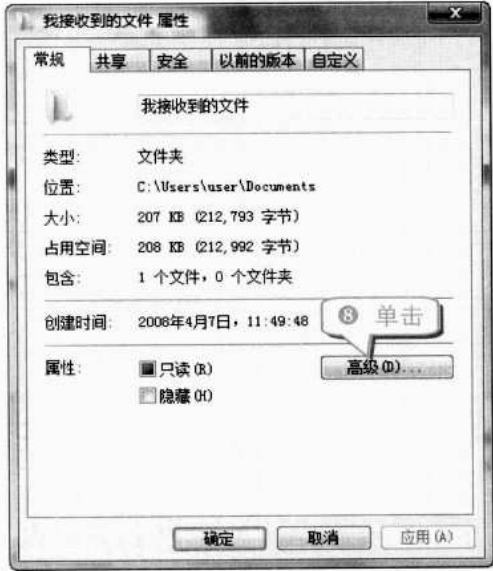 我接收到的文件 属性
常规 共享 安全 以前的版本 自定义
我接收到的文件
类型: 文件夹
位置: C:\Users\user\Documents
大小: 207 KB (212,793 字节)
占用空间: 208 KB (212,992 字节)
包含: 1 个文件，0 个文件夹
创建时间: 2008年4月7日，11:49:48
❽ 单击
属性: 只读(R) 高级(D)...
隐藏(H)
确定 取消 应用(A)